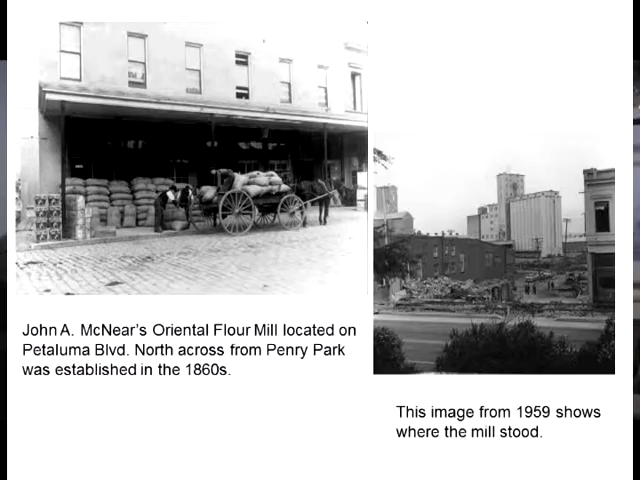 John A. McNear's Oriental Flour Mill located on
Petaluma Blvd. North across from Penry Park
was established in the 1860s.
This image from 1959 shows
where the mill stood.